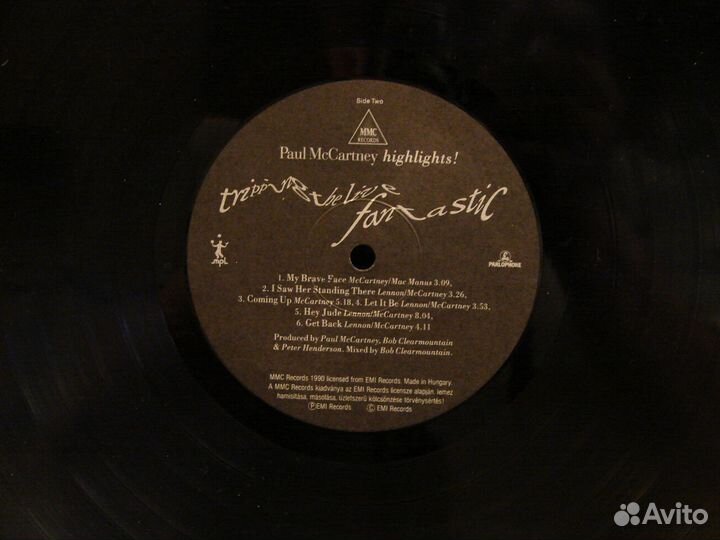 Side Two
MMC
RECORDS
Paul McCartney highlights!
tripping the live
fantastic
mpL
PARLOPHONE
1. My Brave Face McCartney/Mac Manus 3.09,
2. I Saw Her Standing There Lennon/McCartney 3.26,
3. Coming Up McCartney 5.18, 4. Let It Be Lennon/McCartney 3.53,
5. Hey Jude Lennon/McCartney 8.04,
6. Get Back Lennon/McCartney 4.11
Produced by Paul McCartney, Bob Clearmountain
& Peter Henderson. Mixed by Bob Clearmountain.
MMC Records 1990 licensed from EMI Records. Made in Hungary.
A MMC Records kiadványa az EMI Records licensze alapján. lemez
hamisítása, másolása, üzletszerű kölcsönzése törvénysértés!
Ⓟ EMI Records Ⓒ EMI Records
Avito